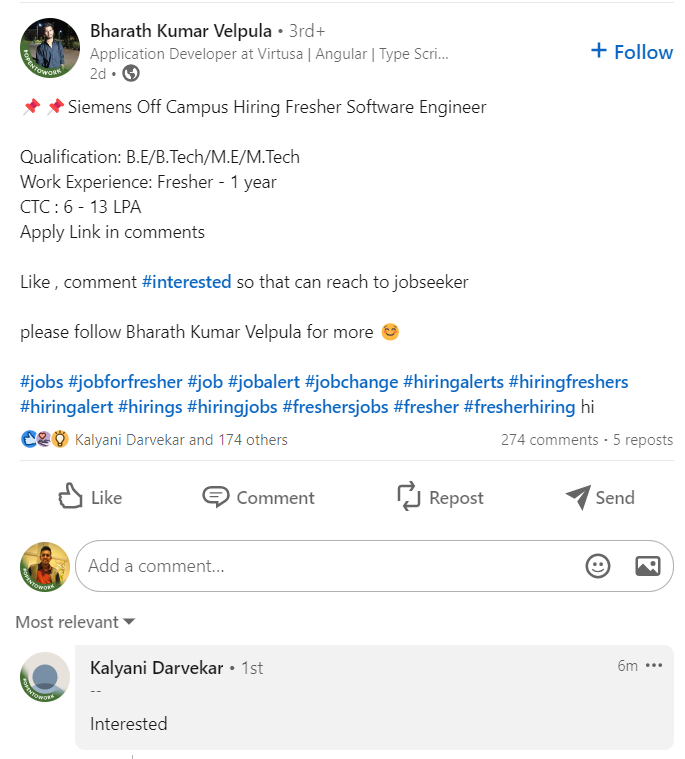 Bharath Kumar Velpula • 3rd+
Application Developer at Virtusa | Angular | Type Scri...
2d •
+ Follow
#OPENTOWORK
📌 📌Siemens Off Campus Hiring Fresher Software Engineer
Qualification: B.E/B.Tech/M.E/M.Tech
Work Experience: Fresher - 1 year
CTC : 6 - 13 LPA
Apply Link in comments
Like , comment #interested so that can reach to jobseeker
please follow Bharath Kumar Velpula for more 😊
#jobs #jobforfresher #job #jobalert #jobchange #hiringalerts #hiringfreshers
#hiringalert #hirings #hiringjobs #freshersjobs #fresher #fresherhiring hi
Kalyani Darvekar and 174 others
274 comments • 5 reposts
Like
Comment
Repost
Send
#OPENTOWORK
Add a comment...
Most relevant
#OPENTOWORK
Kalyani Darvekar • 1st
6m •••
--
Interested